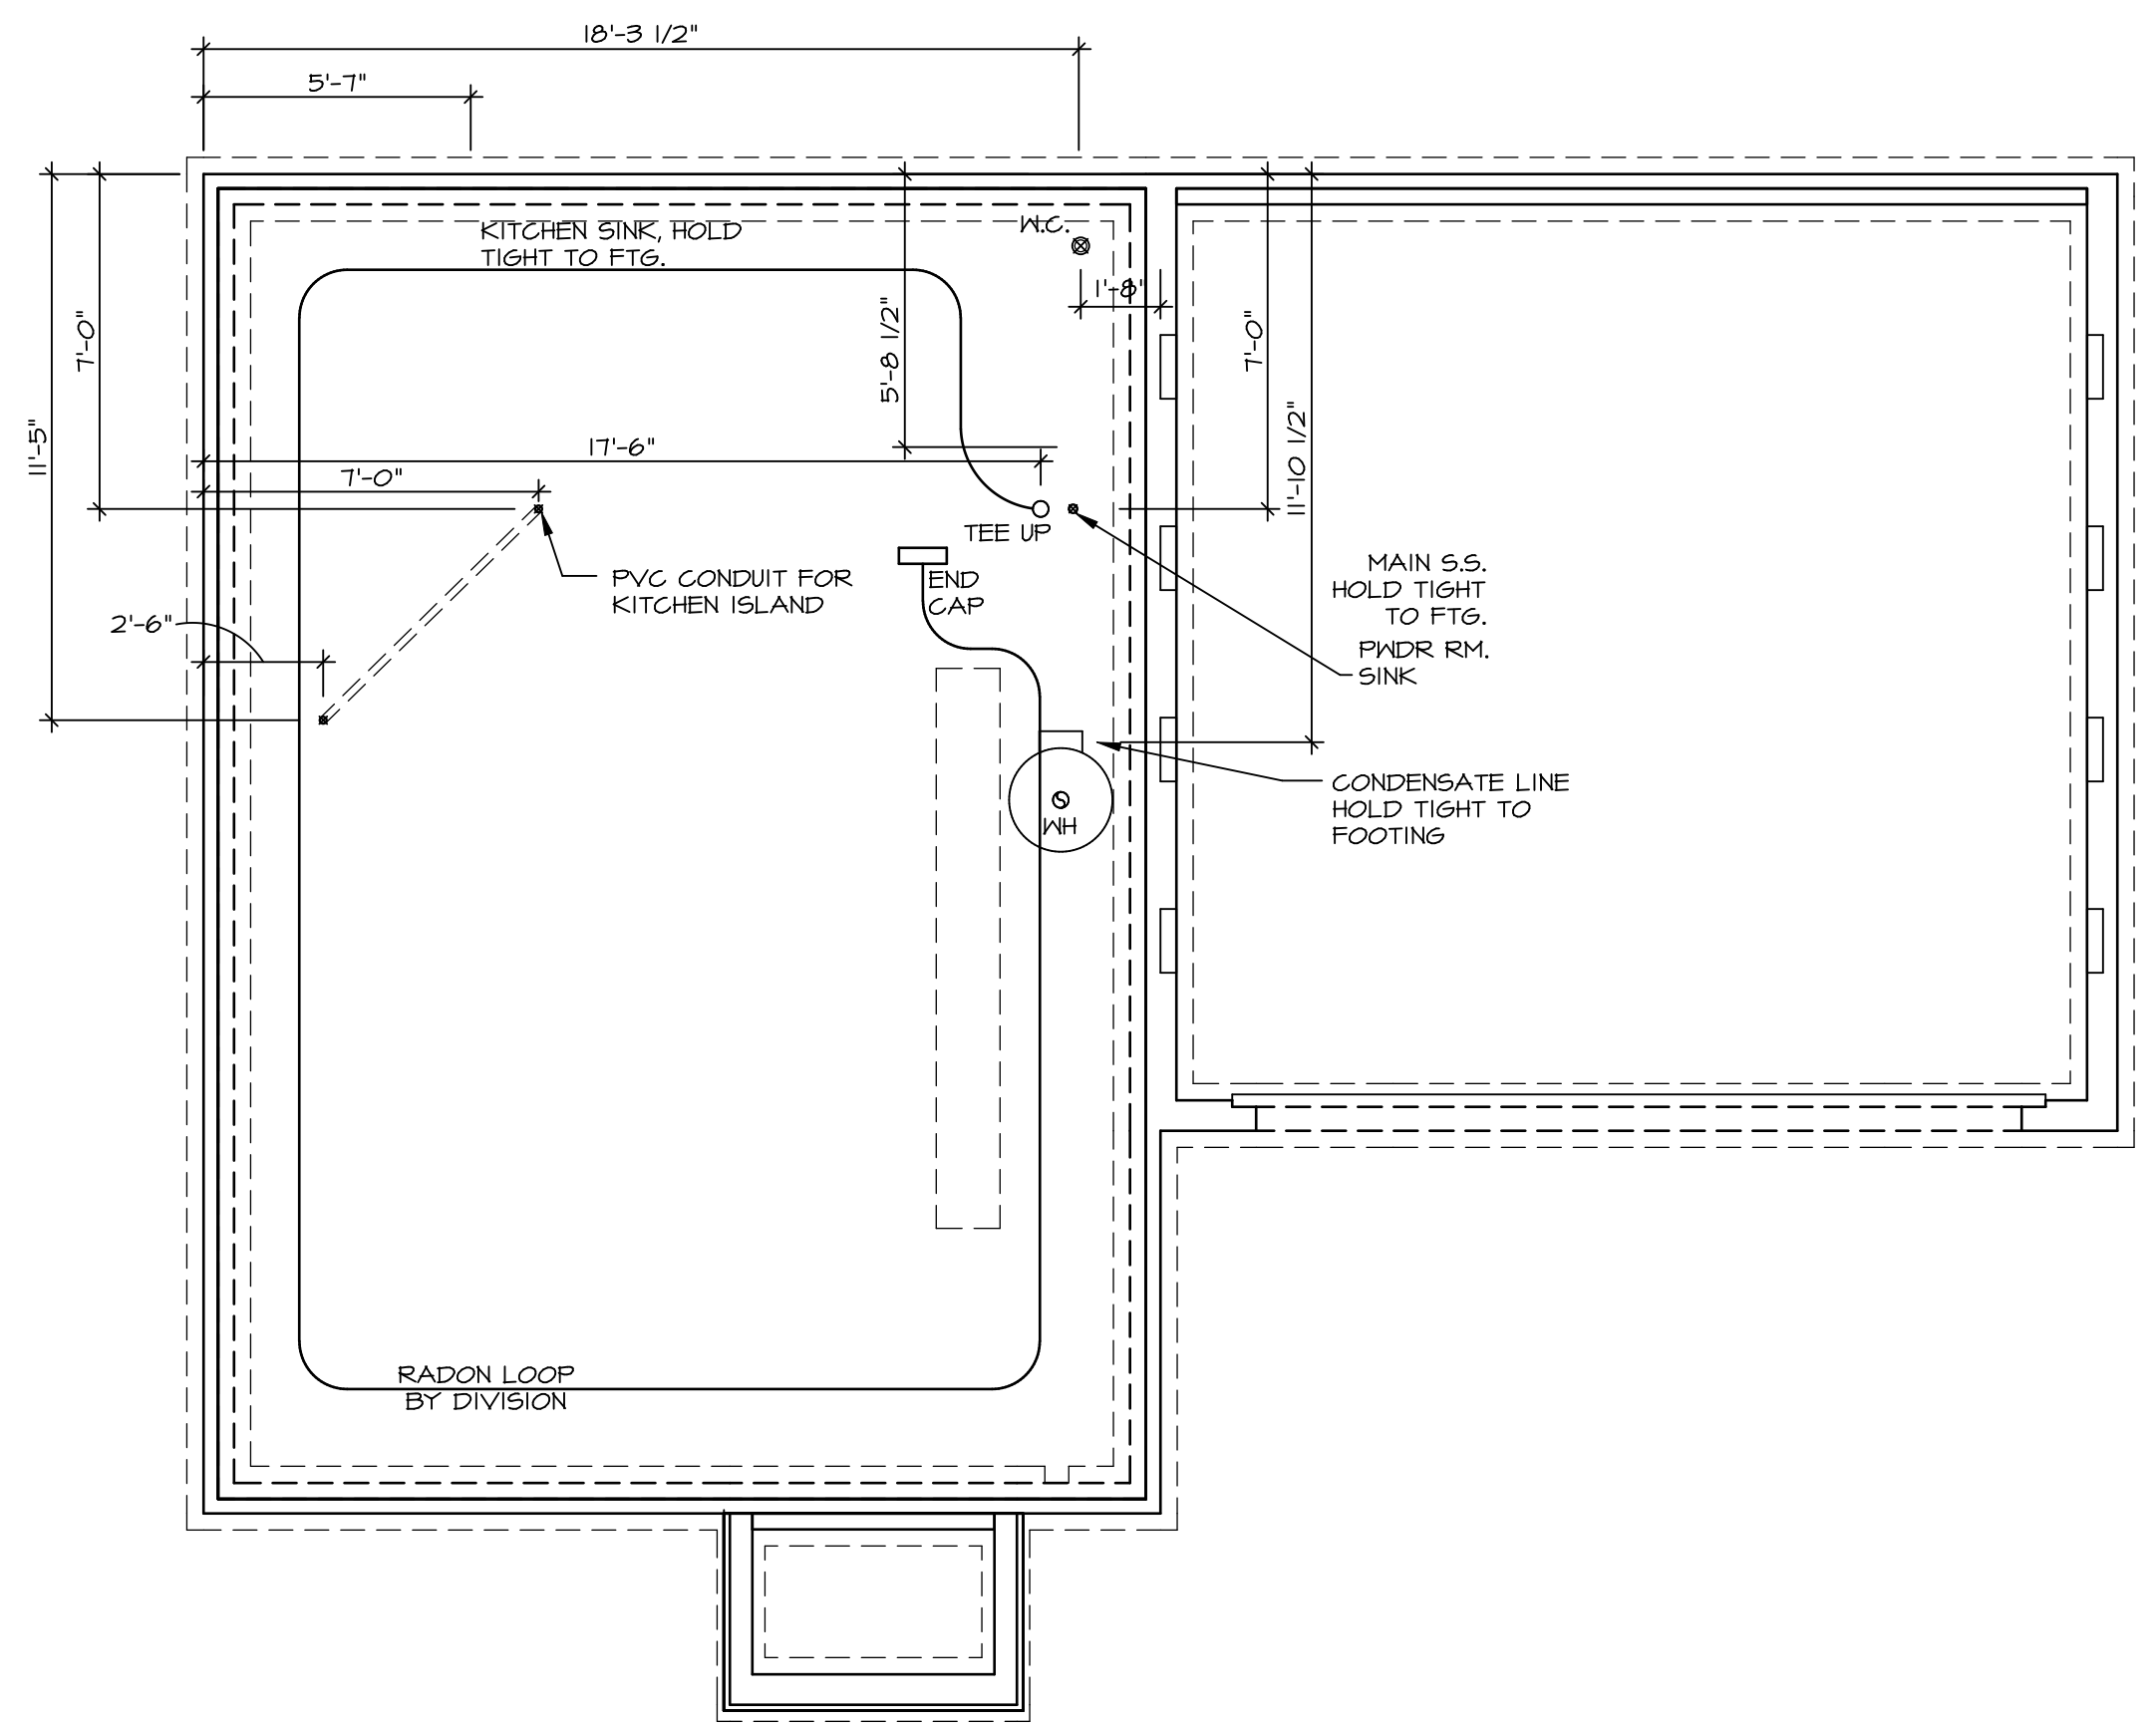 18'-3 1/2"
5'-7"
KITCHEN SINK, HOLD
TIGHT TO FTG.
W.C.
1'-8"
7'-0"
11'-5"
5'-8 1/2"
7'-0"
11'-10 1/2"
17'-6"
7'-0"
TEE UP
PVC CONDUIT FOR
KITCHEN ISLAND
END
CAP
2'-6"
MAIN S.S.
HOLD TIGHT
TO FTG.
PWDR RM.
SINK
CONDENSATE LINE
HOLD TIGHT TO
FOOTING
WH
RADON LOOP
BY DIVISION